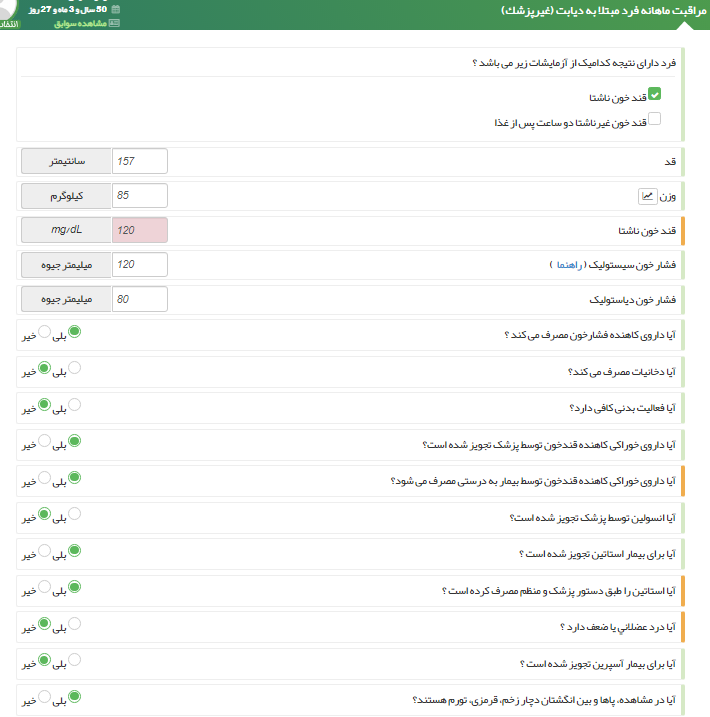 مراقبت ماهانه فرد مبتلا به دیابت (غیرپزشک)
50 سال و 3 ماه و 27 روز
مشاهده سوابق
فرد دارای نتیجه کدامیک از آزمایشات زیر می باشد ؟
قند خون ناشتا
قند خون غیرناشتا دو ساعت پس از غذا
قد 157 سانتیمتر
وزن 85 کیلوگرم
قند خون ناشتا 120 mg/dL
فشار خون سیستولیک ( راهنما ) 120 میلیمتر جیوه
فشار خون دیاستولیک 80 میلیمتر جیوه
آیا داروی کاهنده فشارخون مصرف می کند ؟ بلی خیر
آیا دخانیات مصرف می کند؟ بلی خیر
آیا فعالیت بدنی کافی دارد؟ بلی خیر
آیا داروی خوراکی کاهنده قندخون توسط پزشک تجویز شده است؟ بلی خیر
آیا داروی خوراکی کاهنده قندخون توسط بیمار به درستی مصرف می شود؟ بلی خیر
آیا انسولین توسط پزشک تجویز شده است؟ بلی خیر
آیا برای بیمار استاتین تجویز شده است ؟ بلی خیر
آیا استاتین را طبق دستور پزشک و منظم مصرف کرده است ؟ بلی خیر
آیا درد عضلاني یا ضعف دارد ؟ بلی خیر
آیا برای بیمار آسپرین تجویز شده است ؟ بلی خیر
آیا در مشاهده، پاها و بین انگشتان دچار زخم، قرمزی، تورم هستند؟ بلی خیر